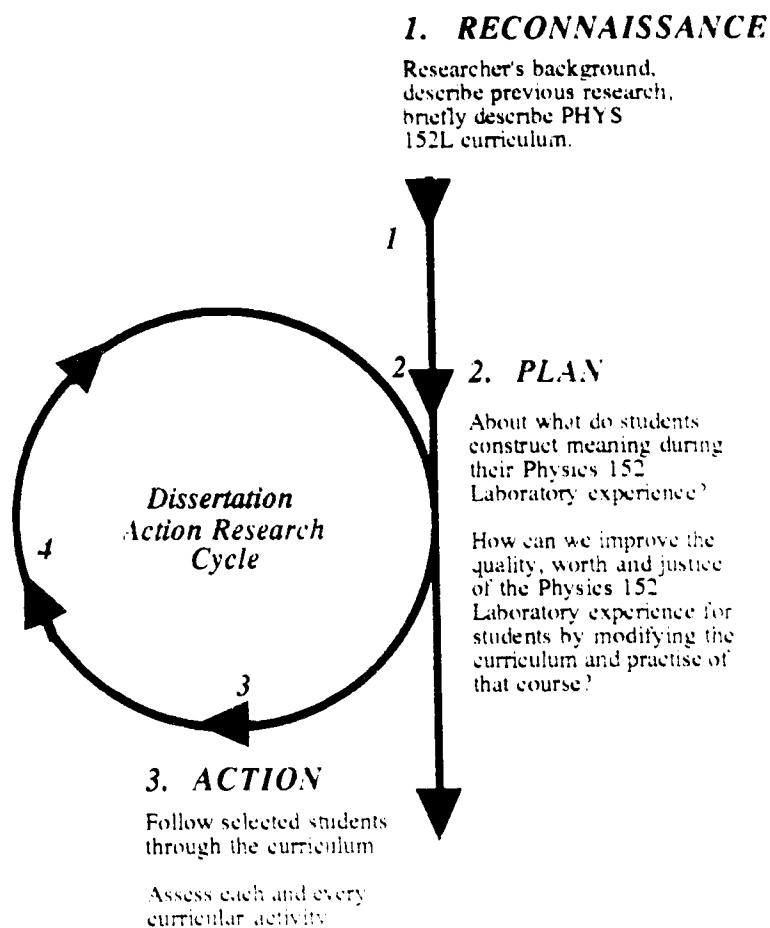 1. RECONNAISSANCE
Researcher's background,
describe previous research,
briefly describe PHYS
152L curriculum.
1
2
2. PLAN
About what do students
construct meaning during
their Physics 152
Laboratory experience?
How can we improve the
quality, worth and justice
of the Physics 152
Laboratory experience for
students by modifying the
curriculum and practise of
that course?
Dissertation
Action Research
Cycle
4
3
3. ACTION
Follow selected students
through the curriculum
Assess each and every
curricular activity